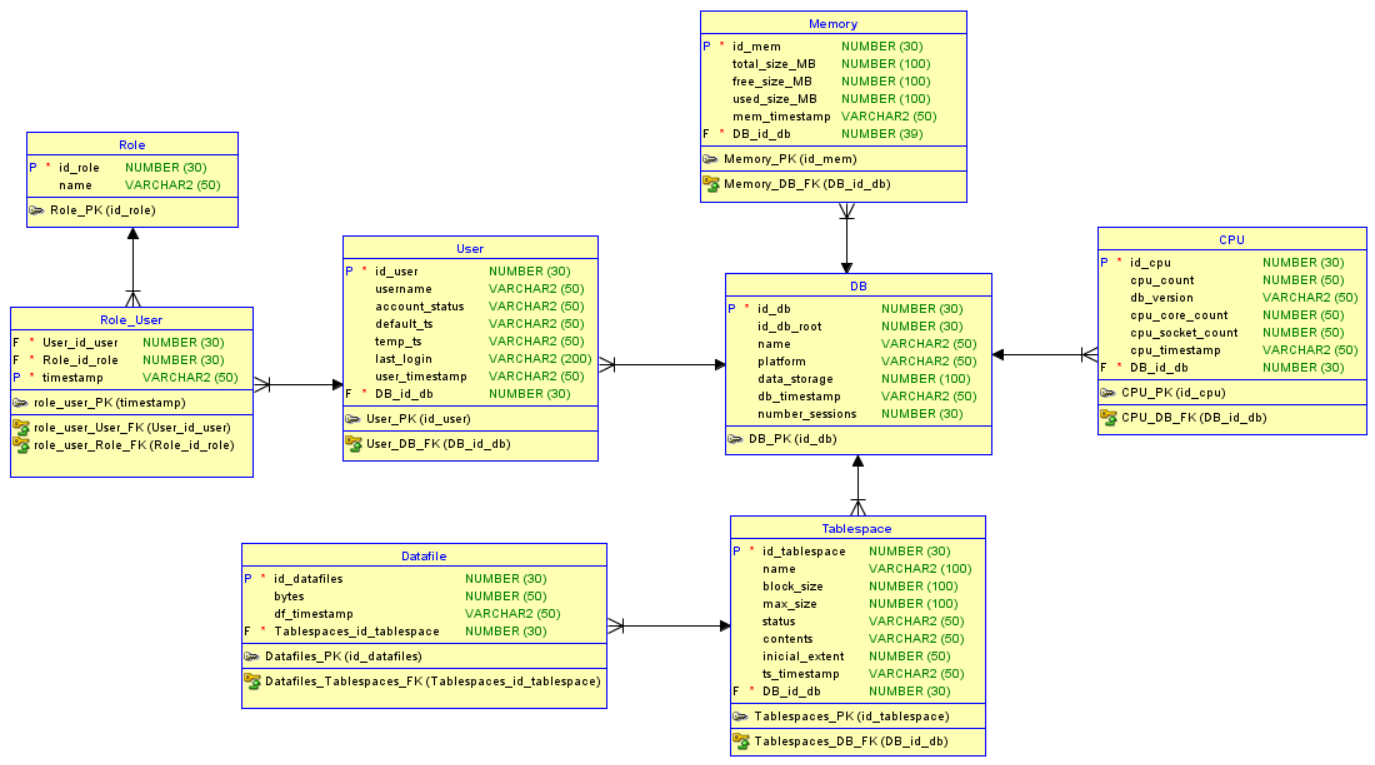 Memory
P * id_mem NUMBER (30)
total_size_MB NUMBER (100)
free_size_MB NUMBER (100)
used_size_MB NUMBER (100)
mem_timestamp VARCHAR2 (50)
F * DB_id_db NUMBER (39)
Memory_PK (id_mem)
Memory_DB_FK (DB_id_db)
Role
P * id_role NUMBER (30)
name VARCHAR2 (50)
Role_PK (id_role)
User
P * id_user NUMBER (30)
username VARCHAR2 (50)
account_status VARCHAR2 (50)
default_ts VARCHAR2 (50)
temp_ts VARCHAR2 (50)
last_login VARCHAR2 (200)
user_timestamp VARCHAR2 (50)
F * DB_id_db NUMBER (30)
User_PK (id_user)
User_DB_FK (DB_id_db)
CPU
P * id_cpu NUMBER (30)
cpu_count NUMBER (50)
db_version VARCHAR2 (50)
cpu_core_count NUMBER (50)
cpu_socket_count NUMBER (50)
cpu_timestamp VARCHAR2 (50)
F * DB_id_db NUMBER (30)
CPU_PK (id_cpu)
CPU_DB_FK (DB_id_db)
DB
P * id_db NUMBER (30)
id_db_root NUMBER (30)
name VARCHAR2 (50)
platform VARCHAR2 (50)
data_storage NUMBER (100)
db_timestamp VARCHAR2 (50)
number_sessions NUMBER (30)
DB_PK (id_db)
Role_User
F * User_id_user NUMBER (30)
F * Role_id_role NUMBER (30)
P * timestamp VARCHAR2 (50)
role_user_PK (timestamp)
role_user_User_FK (User_id_user)
role_user_Role_FK (Role_id_role)
Datafile
P * id_datafiles NUMBER (30)
bytes NUMBER (50)
df_timestamp VARCHAR2 (50)
F * Tablespaces_id_tablespace NUMBER (30)
Datafiles_PK (id_datafiles)
Datafiles_Tablespaces_FK (Tablespaces_id_tablespace)
Tablespace
P * id_tablespace NUMBER (30)
name VARCHAR2 (100)
block_size NUMBER (100)
max_size NUMBER (100)
status VARCHAR2 (50)
contents VARCHAR2 (50)
inicial_extent NUMBER (50)
ts_timestamp VARCHAR2 (50)
F * DB_id_db NUMBER (30)
Tablespaces_PK (id_tablespace)
Tablespaces_DB_FK (DB_id_db)